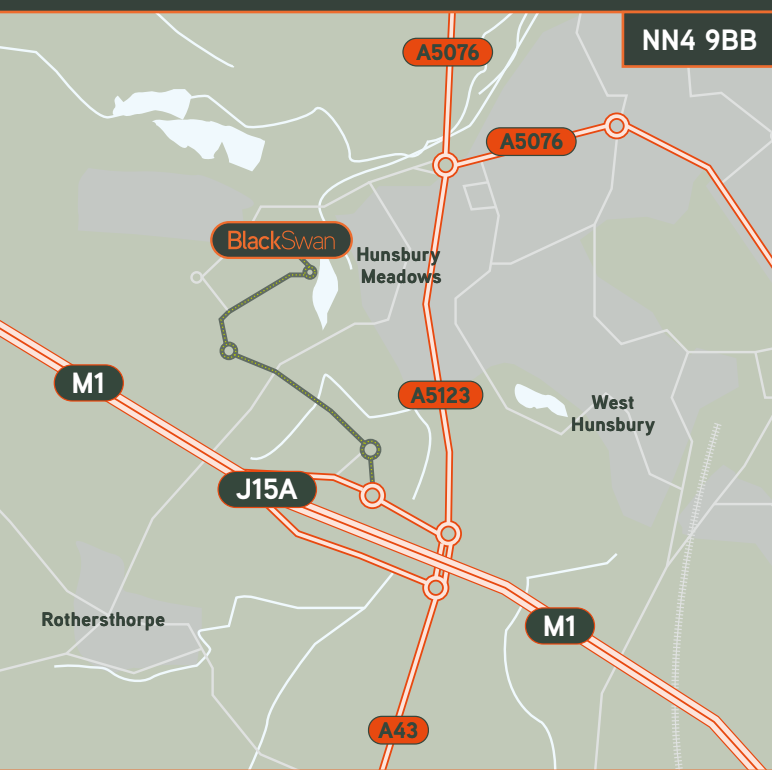 A5076
NN4 9BB
A5076
BlackSwan
Hunsbury
Meadows
M1
A5123
West
Hunsbury
J15A
Rothersthorpe
M1
A43